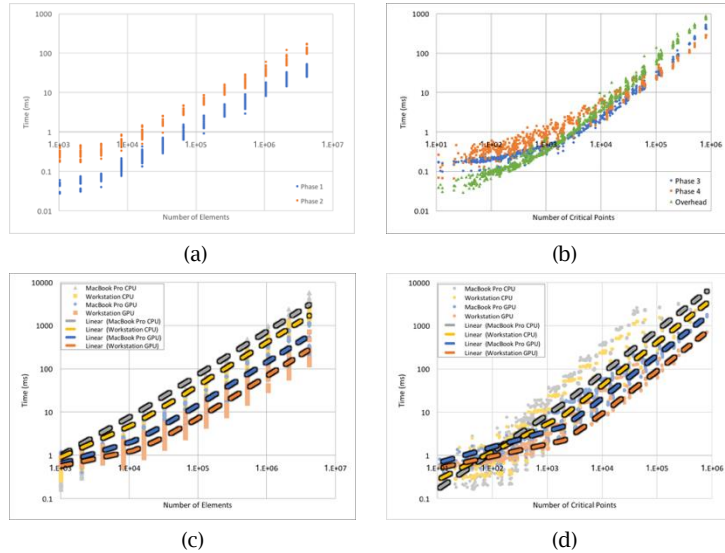 1000
100
10
1
0.1
0.01
Time (ms)
1.E+03 1.E+04 1.E+05 1.E+06 1.E+07
Phase 1
Phase 2
Number of Elements
(a)
1000
100
10
1
0.1
0.01
Time (ms)
1.E+01 1.E+02 1.E+03 1.E+04 1.E+05 1.E+06
Phase 3
Phase 4
Overhead
Number of Critical Points
(b)
10000
1000
100
10
1
0.1
Time (ms)
MacBook Pro CPU
Workstation CPU
MacBook Pro GPU
Workstation GPU
Linear (MacBook Pro CPU)
Linear (Workstation CPU)
Linear (MacBook Pro GPU)
Linear (Workstation GPU)
1.E+03 1.E+04 1.E+05 1.E+06 1.E+07
Number of Elements
(c)
10000
1000
100
10
1
0.1
Time (ms)
MacBook Pro CPU
Workstation CPU
MacBook Pro GPU
Workstation GPU
Linear (MacBook Pro CPU)
Linear (Workstation CPU)
Linear (MacBook Pro GPU)
Linear (Workstation GPU)
1.E+01 1.E+02 1.E+03 1.E+04 1.E+05 1.E+06
Number of Critical Points
(d)